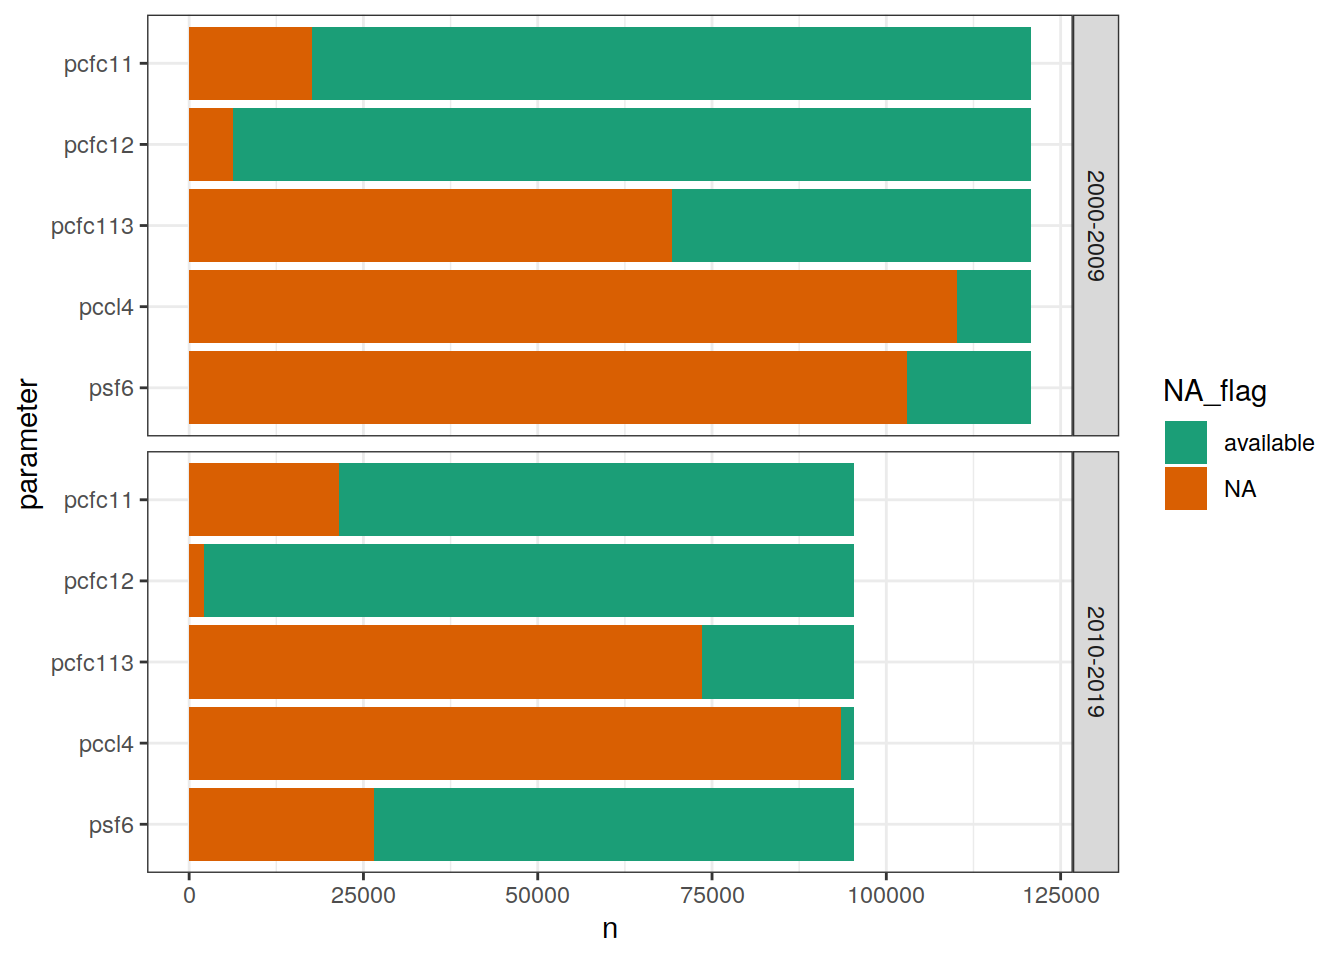 pcfc11
pcfc12
pcfc113
pccl4
psf6
2000-2009
pcfc11
pcfc12
pcfc113
pccl4
psf6
2010-2019
parameter
0 25000 50000 75000 100000 125000
n
NA_flag
available
NA